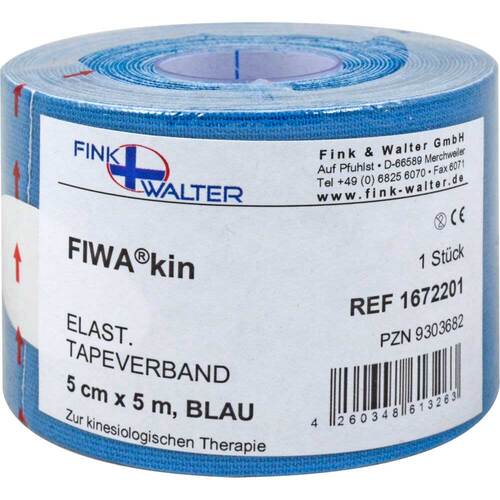 FINK
WALTER
Fink & Walter GmbH
Auf Pfuhlst • D-66589 Merchweiler
Tel +49 (0) 6825 6070 • Fax 6071
www.fink-walter.de
CE
FIWA®kin
1 Stück
REF 1672201
PZN 9303682
ELAST.
TAPEVERBAND
5 cm x 5 m, BLAU
Zur kinesiologischen Therapie
4 260348 613263